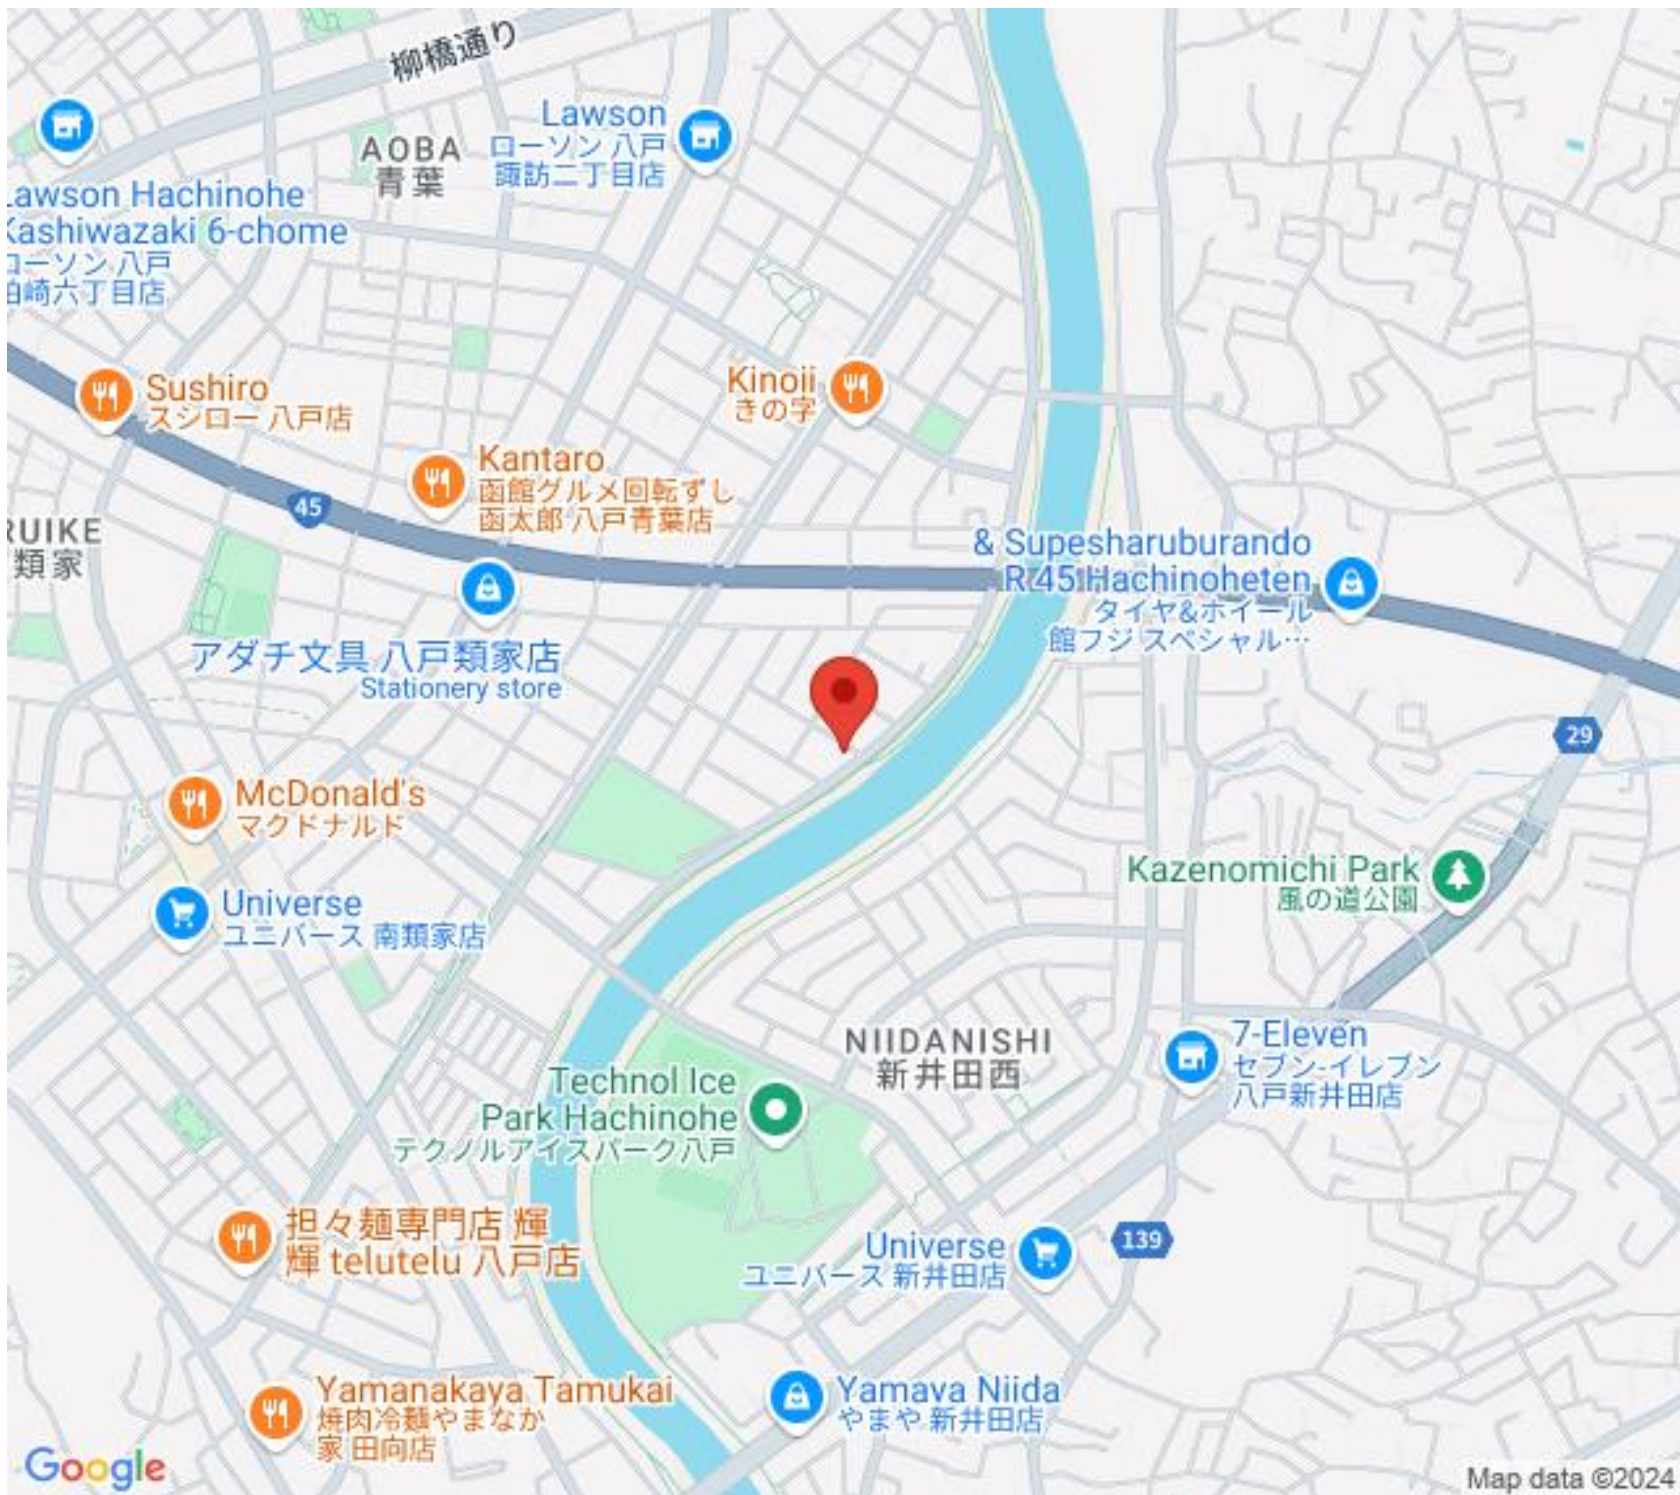 柳橋通り
Lawson
ローソン 八戸
諏訪二丁目店
AOBA
青葉
Lawson Hachinohe
Kashiwazaki 6-chome
ローソン 八戸
柏崎六丁目店
Sushiro
スシロー 八戸店
Kinoji
きの字
Kantaro
函館グルメ回転ずし
函太郎 八戸青葉店
45
RUIKE
類家
& Supesharuburando
R 45 Hachinoheten
タイヤ&ホイール
館フジ スペシャル…
アダチ文具 八戸類家店
Stationery store
29
McDonald's
マクドナルド
Kazenomichi Park
風の道公園
Universe
ユニバース 南類家店
NIIDANISHI
新井田西
7-Eleven
セブン-イレブン
八戸新井田店
Technol Ice
Park Hachinohe
テクノルアイスパーク八戸
担々麺専門店 輝
輝 telutelu 八戸店
Universe
ユニバース 新井田店
139
Yamanakaya Tamukai
焼肉冷麺やまなか
家 田向店
Yamaya Niida
やまや 新井田店
Google
Map data ©2024